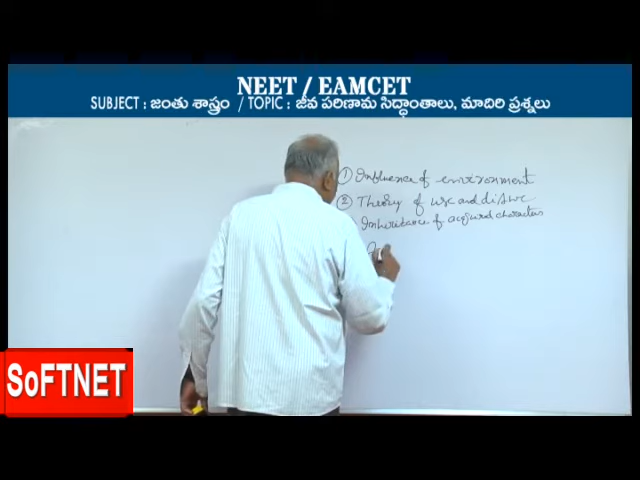 NEET / EAMCET
SUBJECT : జంతు శాస్త్రం / TOPIC : జీవ పరిణామ సిద్ధాంతాలు, మాదిరి ప్రశ్నలు
① Influence of environment
② Theory of use and disuse
Inheritance of acquired characters
SoFTNET